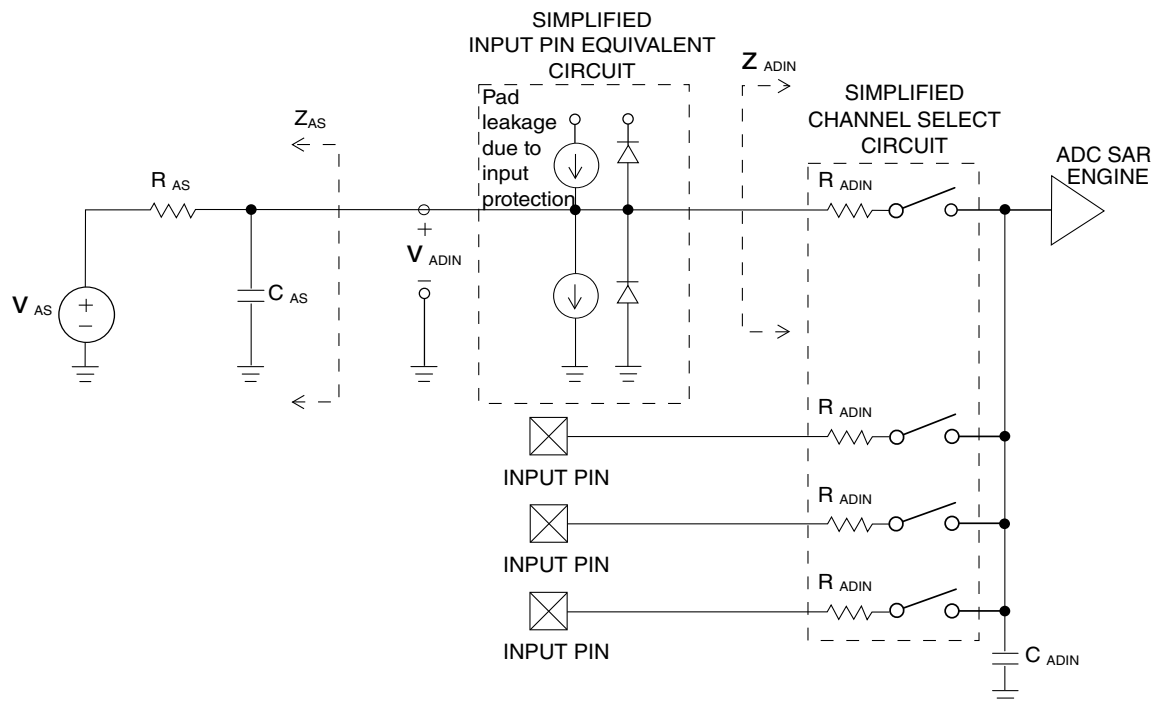 SIMPLIFIED
INPUT PIN EQUIVALENT
CIRCUIT
Pad
leakage
due to
input
protection
Z ADIN
SIMPLIFIED
CHANNEL SELECT
CIRCUIT
ADC SAR
ENGINE
Z AS
R AS
R ADIN
+
V ADIN
–
C AS
V AS
+
–
R ADIN
INPUT PIN
R ADIN
INPUT PIN
R ADIN
INPUT PIN
C ADIN